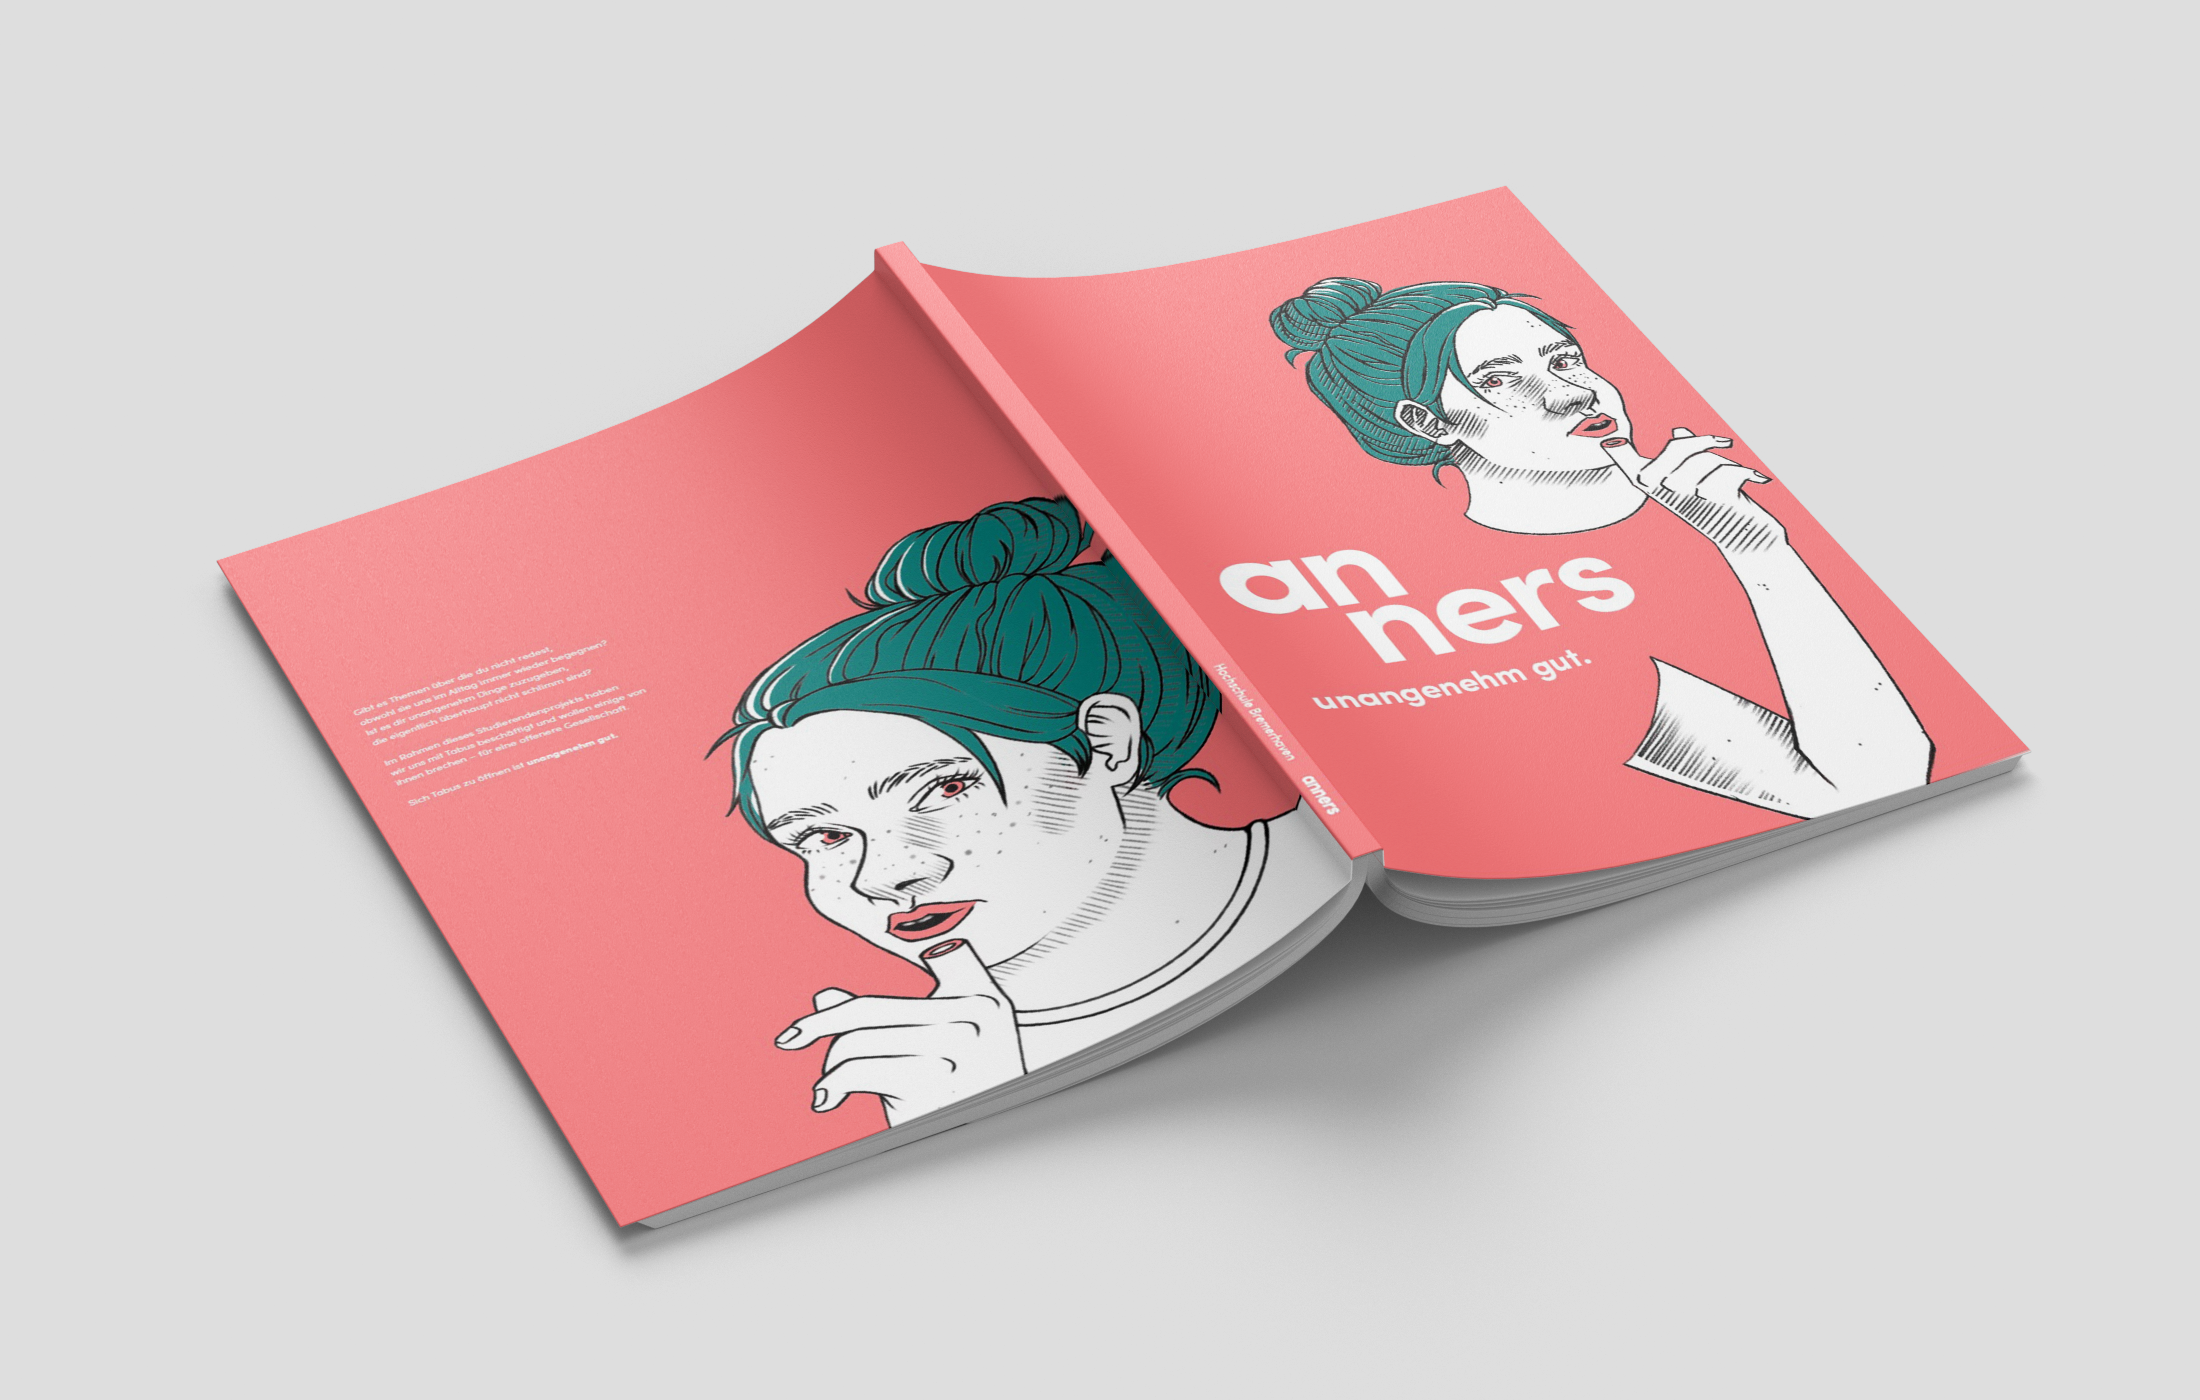 an
ners
unangenehm gut.
Hochschule Bremerhaven anners
Gibt es Themen über die du nicht redest,
obwohl sie uns im Alltag immer wieder begegnen?
Ist es dir unangenehm Dinge zuzugeben,
die eigentlich überhaupt nicht schlimm sind?
Im Rahmen dieses Studierendenprojekts haben
wir uns mit Tabus beschäftigt und wollen einige von
ihnen brechen – für eine offenere Gesellschaft.
Sich Tabus zu öffnen ist unangenehm gut.